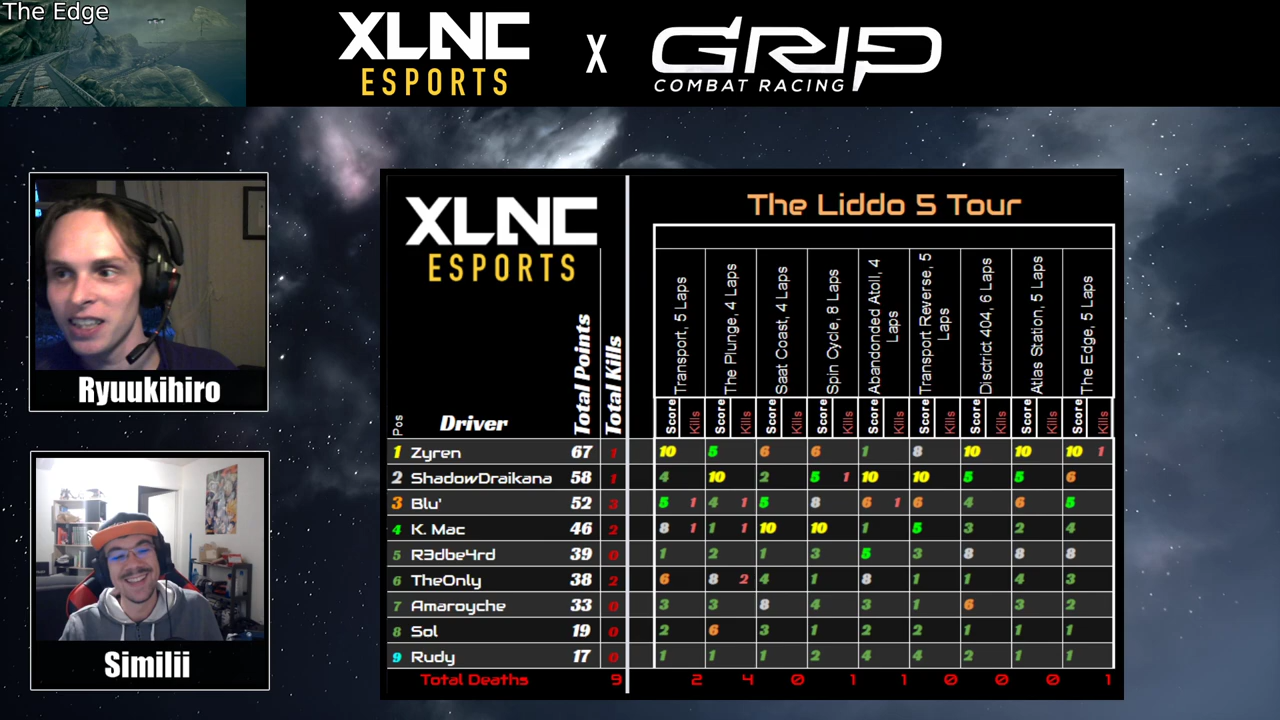 The Edge
XLNC
ESPORTS
X
GRIP
COMBAT RACING
Ryuukihiro
Similii
XLNC
ESPORTS
The Liddo 5 Tour
Pos Driver Total Points Total Kills Transport, 5 Laps The Plunge, 4 Laps Saat Coast, 4 Laps Spin Cycle, 8 Laps Abandonded Atoll, 4 Laps Transport Reverse, 5 Laps Disctrict 404, 6 Laps Atlas Station, 5 Laps The Edge, 5 Laps
Score Kills Score Kills Score Kills Score Kills Score Kills Score Kills Score Kills Score Kills Score Kills
1 Zyren 67 1 10 5 6 6 1 8 10 10 10 1
2 ShadowDraikana 58 1 4 10 2 5 1 10 10 5 5 6
3 Blu' 52 3 5 1 4 1 5 8 6 1 6 4 6 5
4 K. Mac 46 2 8 1 1 1 10 10 1 5 3 2 4
5 R3dbe4rd 39 0 1 2 1 3 5 3 8 8 8
6 TheOnly 38 2 6 8 2 4 1 8 1 1 4 3
7 Amaroyche 33 0 3 3 8 4 3 1 6 3 2
8 Sol 19 0 2 6 3 1 2 2 1 1 1
9 Rudy 17 0 1 1 1 2 4 4 2 1 1
Total Deaths 9 2 4 0 1 1 0 0 0 1